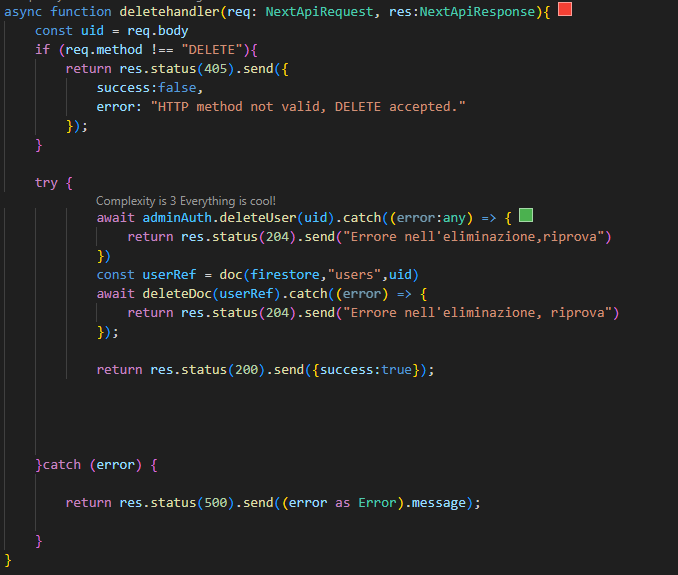 async function deletehandler(req: NextApiRequest, res:NextApiResponse){
const uid = req.body
if (req.method !== "DELETE"){
return res.status(405).send({
success:false,
error: "HTTP method not valid, DELETE accepted."
});
}
try {
Complexity is 3 Everything is cool!
await adminAuth.deleteUser(uid).catch((error:any) => {
return res.status(204).send("Errore nell'eliminazione,riprova")
})
const userRef = doc(firestore,"users",uid)
await deleteDoc(userRef).catch((error) => {
return res.status(204).send("Errore nell'eliminazione, riprova")
});
return res.status(200).send({success:true});
}catch (error) {
return res.status(500).send((error as Error).message);
}
}